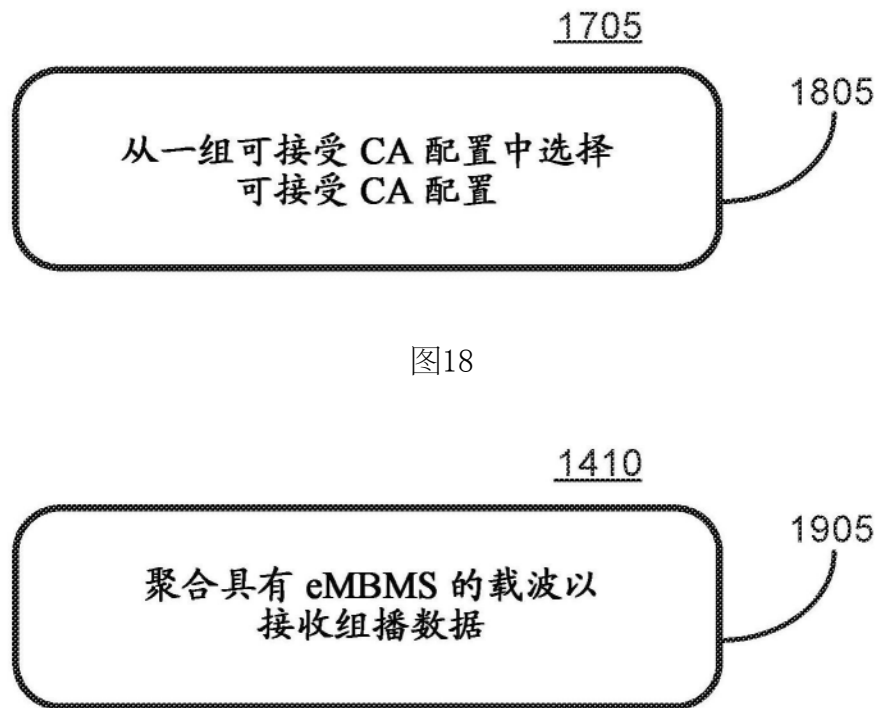 1705
1805
从一组可接受 CA 配置中选择
可接受 CA 配置
图18
1410
1905
聚合具有 eMBMS 的载波以
接收组播数据